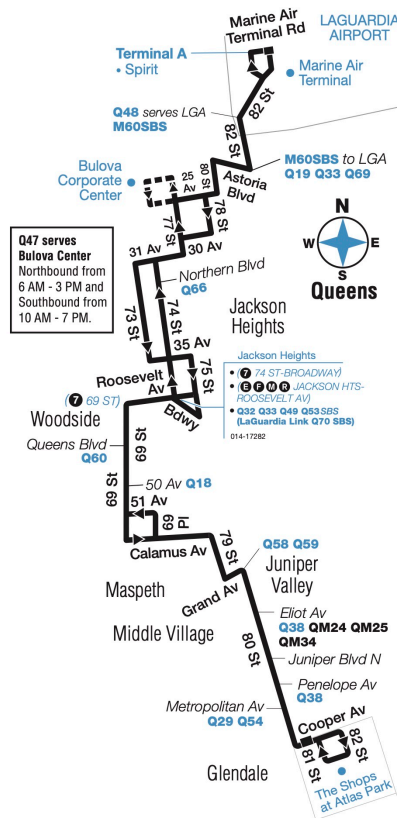 Marine Air
Terminal Rd
LAGUARDIA
AIRPORT
Terminal A
• Spirit
Marine Air
Terminal
82 St
Q48 serves LGA
M60SBS
82 St
M60SBS to LGA
Q19 Q33 Q69
Astoria
Blvd
Bulova
Corporate
Center
25
Av
80 St
77 St
78 St
30 Av
31 Av
Q47 serves
Bulova Center
Northbound from
6 AM - 3 PM and
Southbound from
10 AM - 7 PM.
N
W E
S
Queens
Northern Blvd
Q66
73 St
74 St
Jackson
Heights
35 Av
75 St
Roosevelt
Av
Bdwy
Jackson Heights
• (7 74 ST-BROADWAY)
• (E F M R JACKSON HTS-
ROOSEVELT AV)
• Q32 Q33 Q49 Q53SBS
(LaGuardia Link Q70 SBS)
014-17282
(7 69 ST)
Woodside
Queens Blvd
Q60
69 St
69 St
50 Av Q18
51 Av
69 Pl
Calamus Av
79 St
Q58 Q59
Juniper
Valley
Maspeth
Grand Av
Middle Village
80 St
Eliot Av
Q38 QM24 QM25
QM34
Juniper Blvd N
Penelope Av
Q38
Metropolitan Av
Q29 Q54
Cooper Av
81 St
82 St
Glendale
The Shops
at Atlas Park